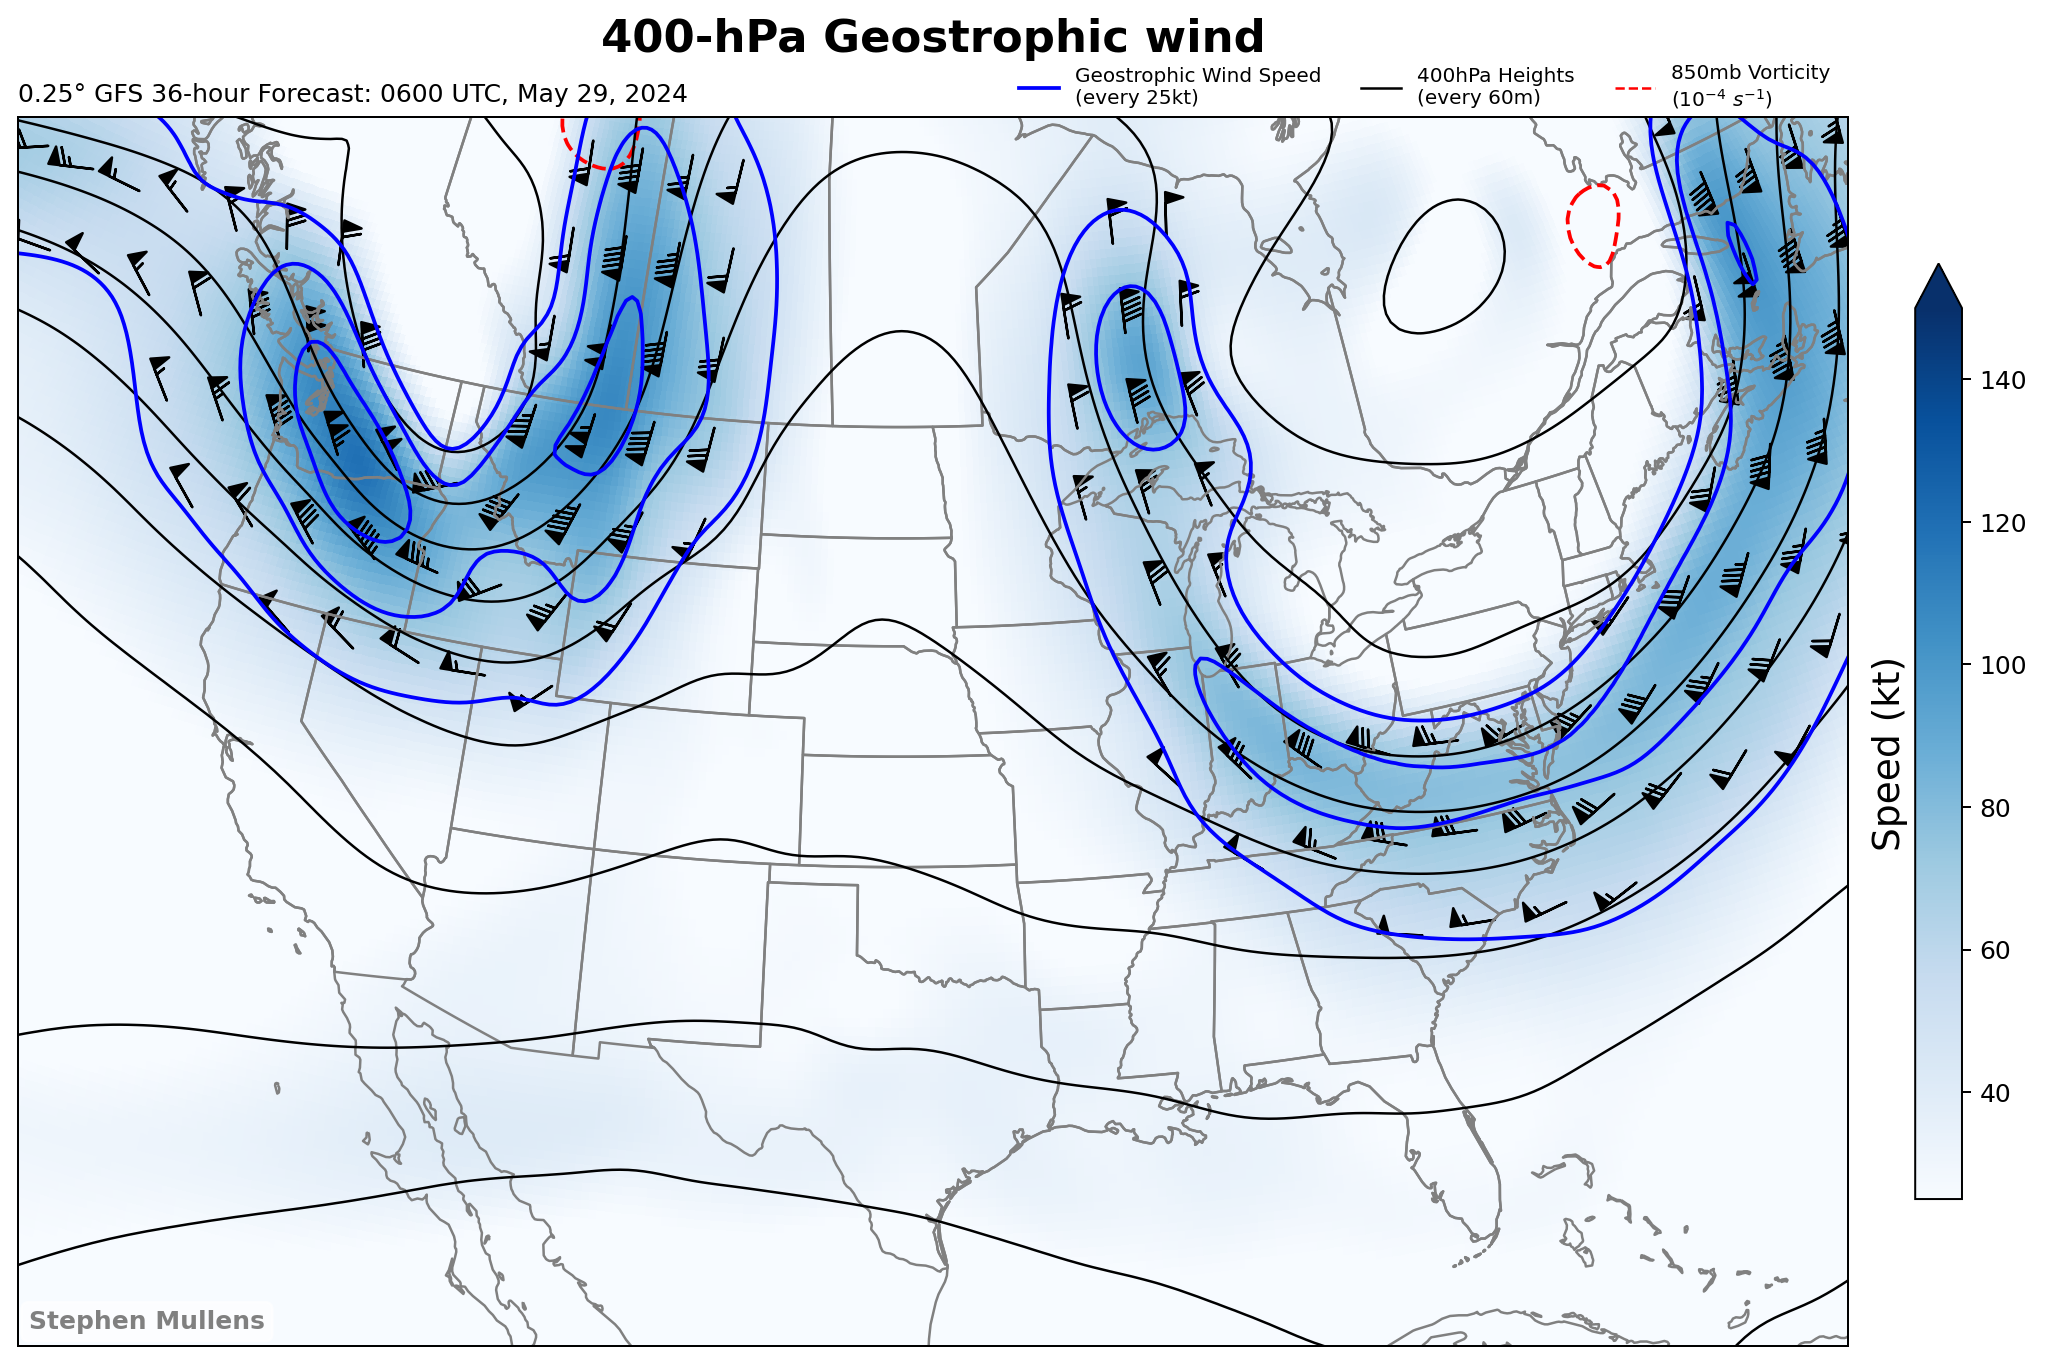 400-hPa Geostrophic wind
0.25° GFS 36-hour Forecast: 0600 UTC, May 29, 2024
Geostrophic Wind Speed
(every 25kt)
400hPa Heights
(every 60m)
850mb Vorticity
(10⁻⁴ s⁻¹)
140
120
100
80
60
40
Speed (kt)
Stephen Mullens